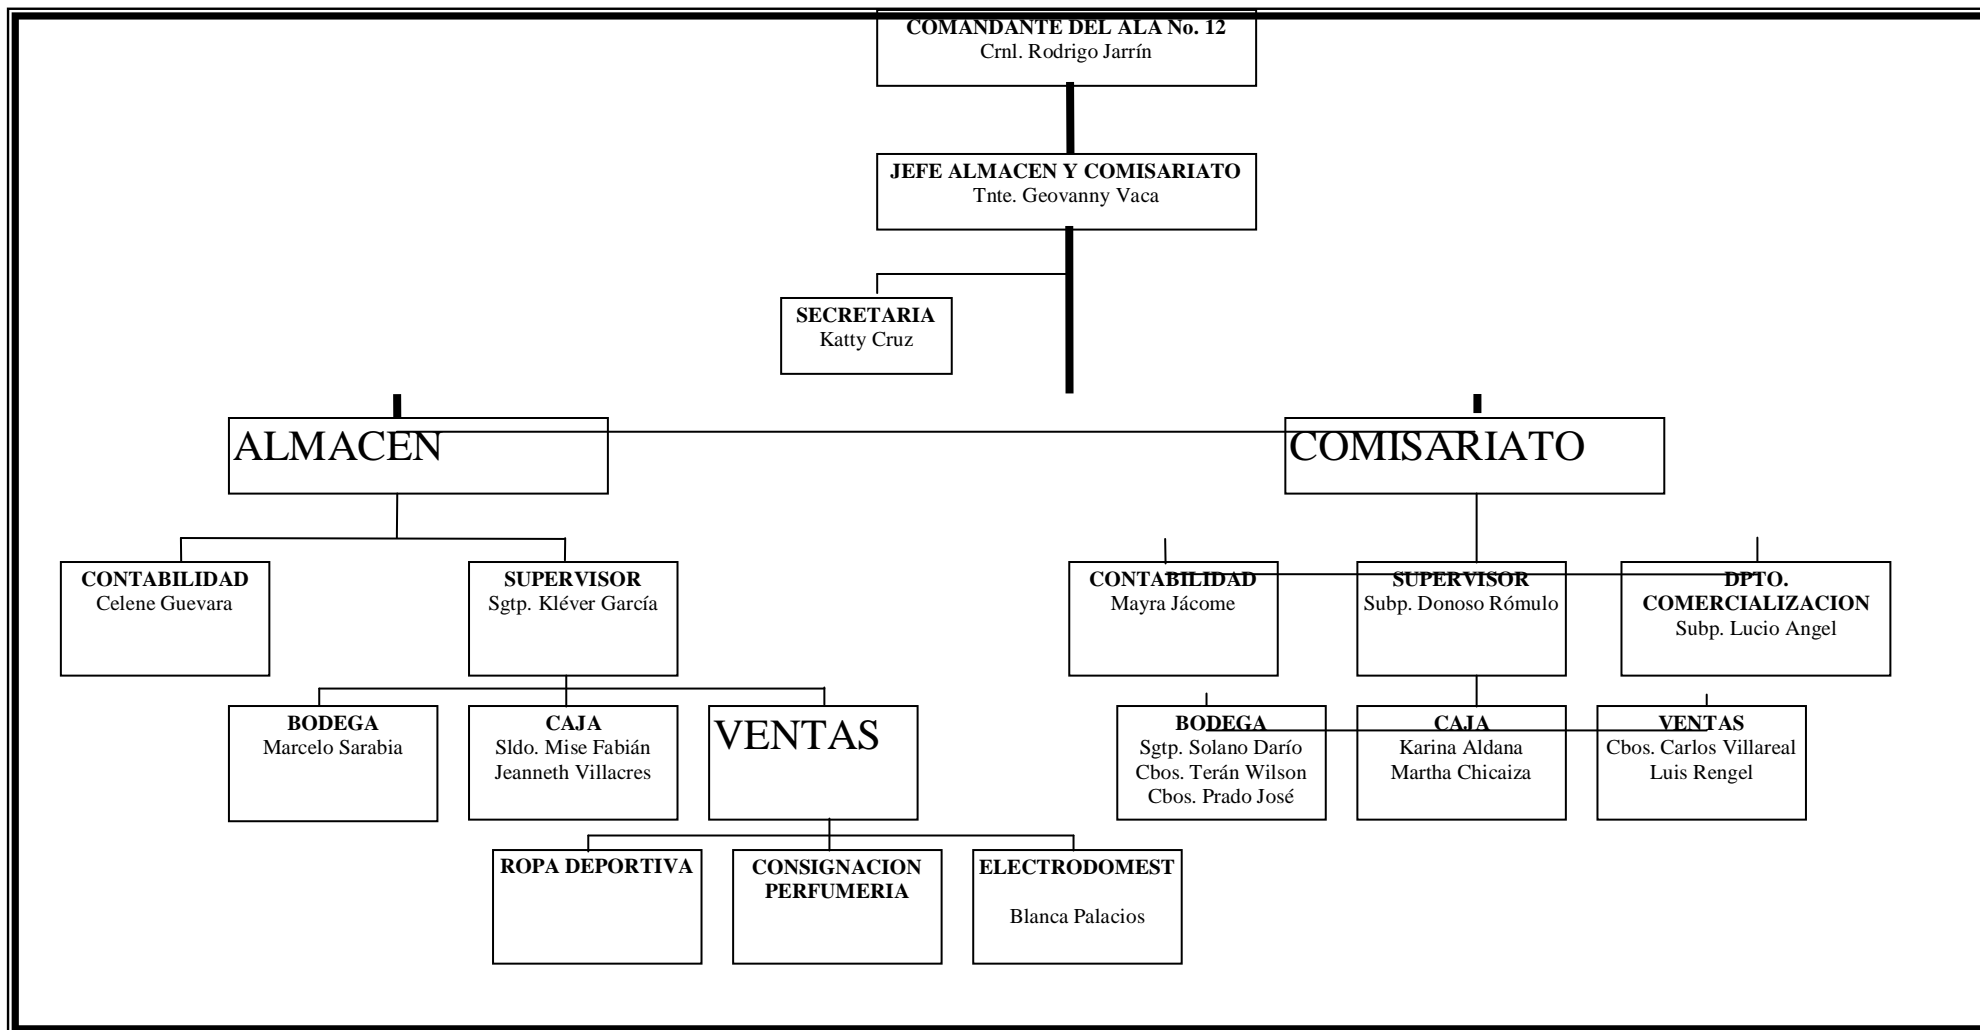 COMANDANTE DEL ALA No. 12
Crnl. Rodrigo Jarrín
JEFE ALMACEN Y COMISARIATO
Tnte. Geovanny Vaca
SECRETARIA
Katty Cruz
ALMACEN
COMISARIATO
CONTABILIDAD
Celene Guevara
SUPERVISOR
Sgtp. Kléver García
CONTABILIDAD
Mayra Jácome
SUPERVISOR
Subp. Donoso Rómulo
DPTO.
COMERCIALIZACION
Subp. Lucio Angel
BODEGA
Marcelo Sarabia
CAJA
Sldo. Mise Fabián
Jeanneth Villacres
VENTAS
BODEGA
Sgtp. Solano Darío
Cbos. Terán Wilson
Cbos. Prado José
CAJA
Karina Aldana
Martha Chicaiza
VENTAS
Cbos. Carlos Villareal
Luis Rengel
ROPA DEPORTIVA
CONSIGNACION
PERFUMERIA
ELECTRODOMEST
Blanca Palacios